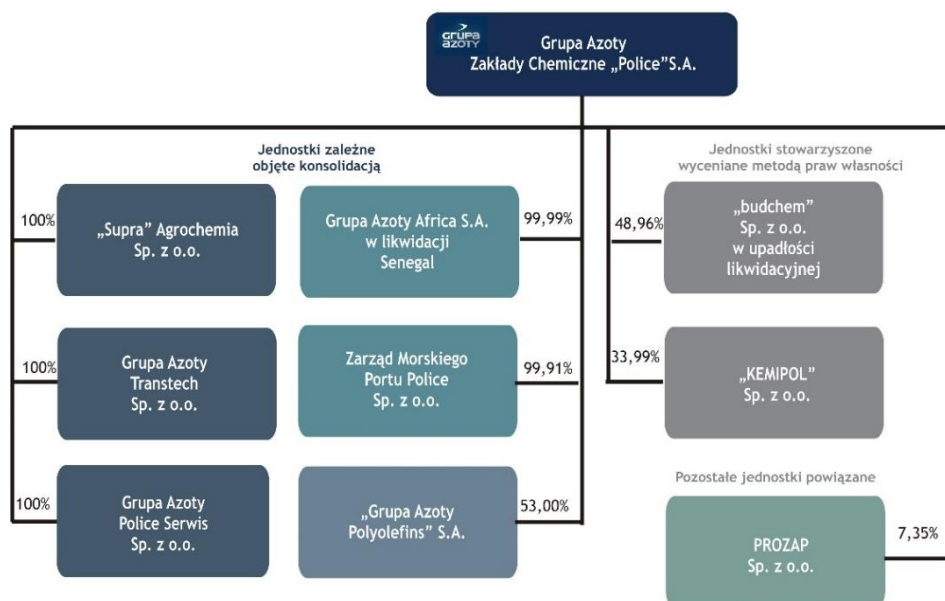 GRUPA
AZOTY
Grupa Azoty
Zakłady Chemiczne „Police”S.A.
Jednostki zależne
objęte konsolidacją
Jednostki stowarzyszone
wyceniane metodą praw własności
100%
„Supra” Agrochemia
Sp. z o.o.
Grupa Azoty Africa S.A.
w likwidacji
Senegal
99,99%
48,96%
„budchem”
Sp. z o.o.
w upadłości
likwidacyjnej
100%
Grupa Azoty
Transtech
Sp. z o.o.
Zarząd Morskiego
Portu Police
Sp. z o.o.
99,91%
33,99%
„KEMIPOL”
Sp. z o.o.
100%
Grupa Azoty
Police Serwis
Sp. z o.o.
„Grupa Azoty
Polyolefins” S.A.
53,00%
Pozostałe jednostki powiązane
PROZAP
Sp. z o.o.
7,35%